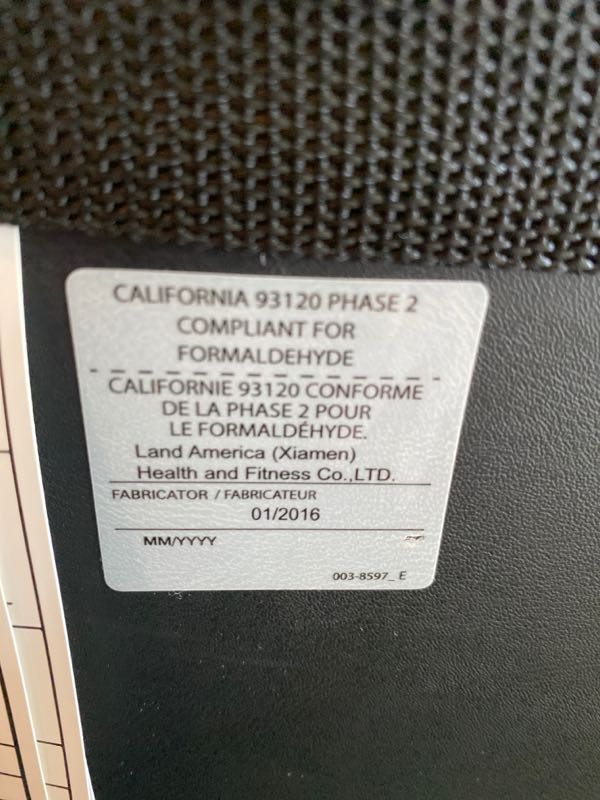 CALIFORNIA 93120 PHASE 2
COMPLIANT FOR
FORMALDEHYDE
CALIFORNIE 93120 CONFORME
DE LA PHASE 2 POUR
LE FORMALDÉHYDE.
Land America (Xiamen)
Health and Fitness Co.,LTD.
FABRICATOR / FABRICATEUR
01/2016
MM/YYYY
003-8597_ E